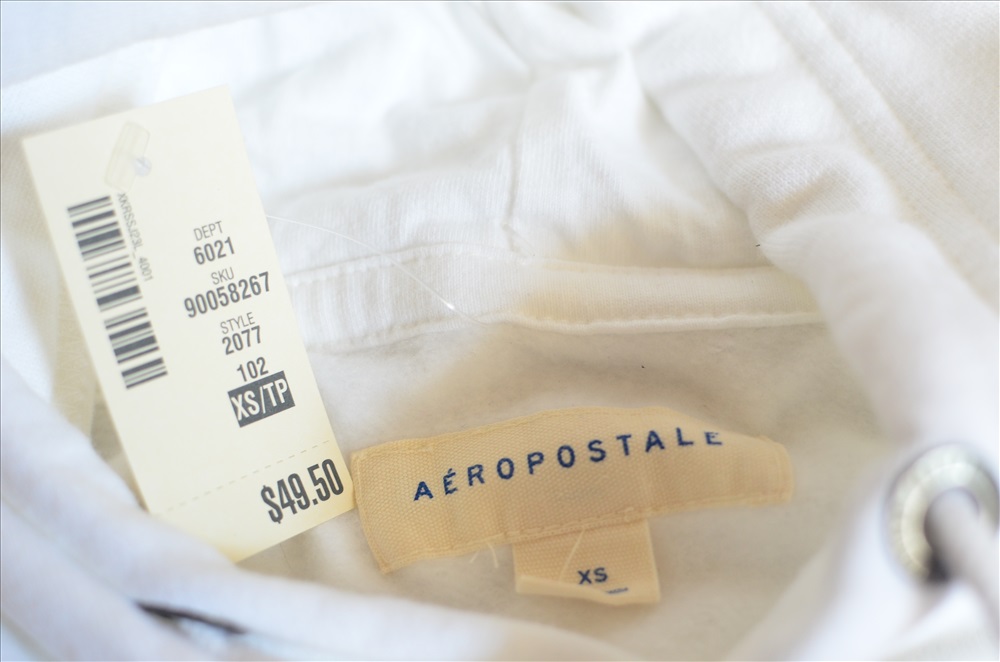 DEPT
6021
SKU
90058267
STYLE
2077
102
XS/TP
$49.50
AÉROPOSTALE
XS